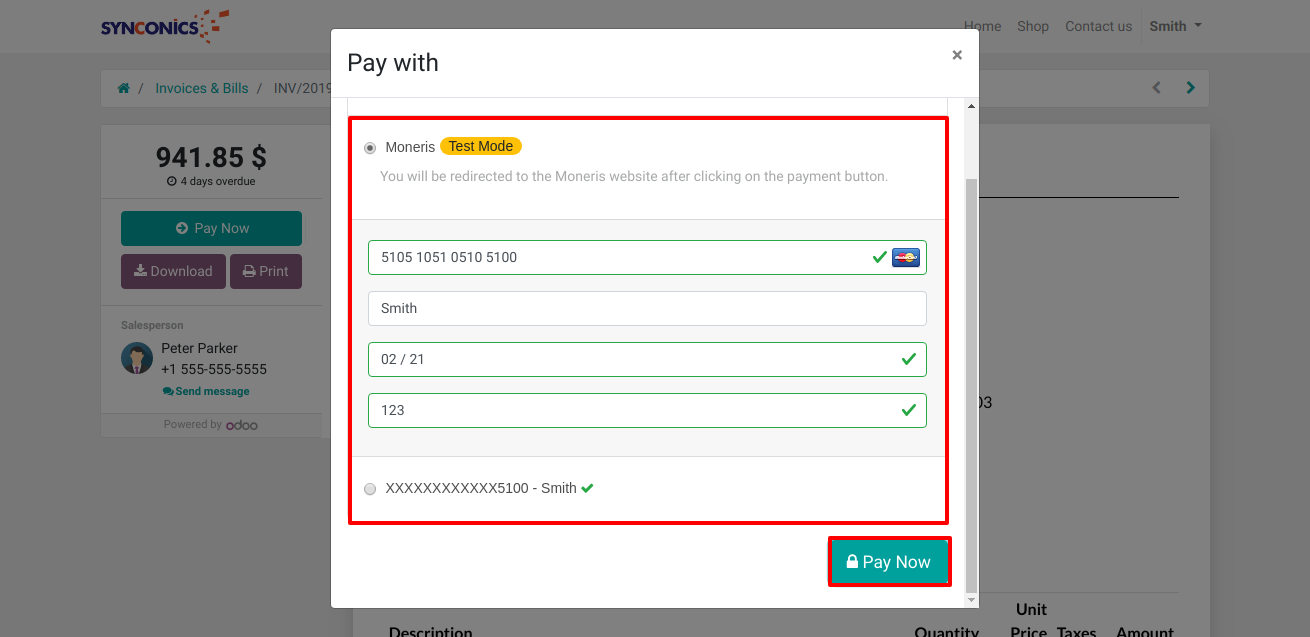 SYNCONICS
Home Shop Contact us Smith
Pay with ×
/ Invoices & Bills / INV/2019
941.85 $
4 days overdue
Pay Now
Download Print
Salesperson
Peter Parker
+1 555-555-5555
Send message
Powered by odoo
Moneris Test Mode
You will be redirected to the Moneris website after clicking on the payment button.
5105 1051 0510 5100
Smith
02 / 21
123
XXXXXXXXXXXX5100 - Smith
Pay Now
03
Unit
Description Quantity Price Taxes Amount